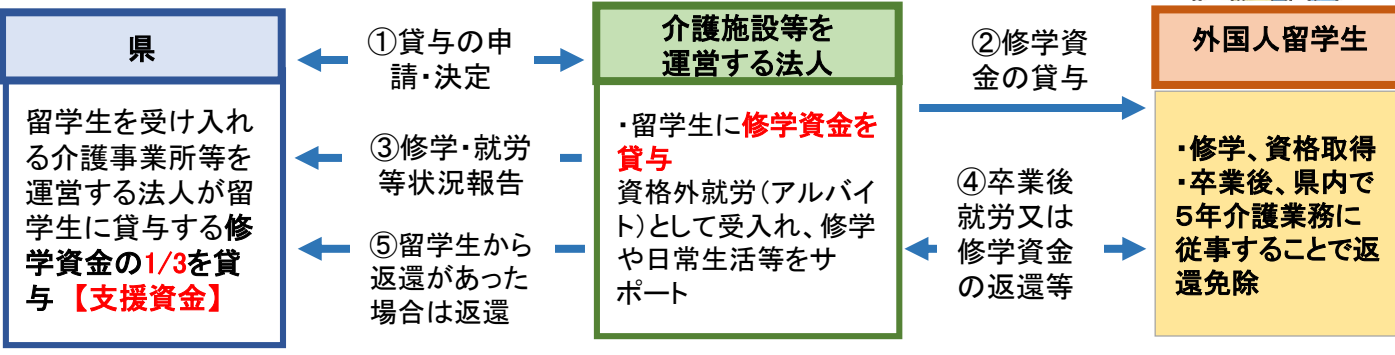 県
留学生を受け入れ
る介護事業所等を
運営する法人が留
学生に貸与する修
学資金の1/3を貸
与 【支援資金】
①貸与の申
請・決定
③修学・就労
等状況報告
⑤留学生から
返還があった
場合は返還
介護施設等を
運営する法人
・留学生に修学資金を
貸与
資格外就労(アルバイ
ト)として受入れ、修学
や日常生活等をサ
ポート
②修学資
金の貸与
④卒業後
就労又は
修学資金
の返還等
外国人留学生
・修学、資格取得
・卒業後、県内で
５年介護業務に
従事することで返
還免除